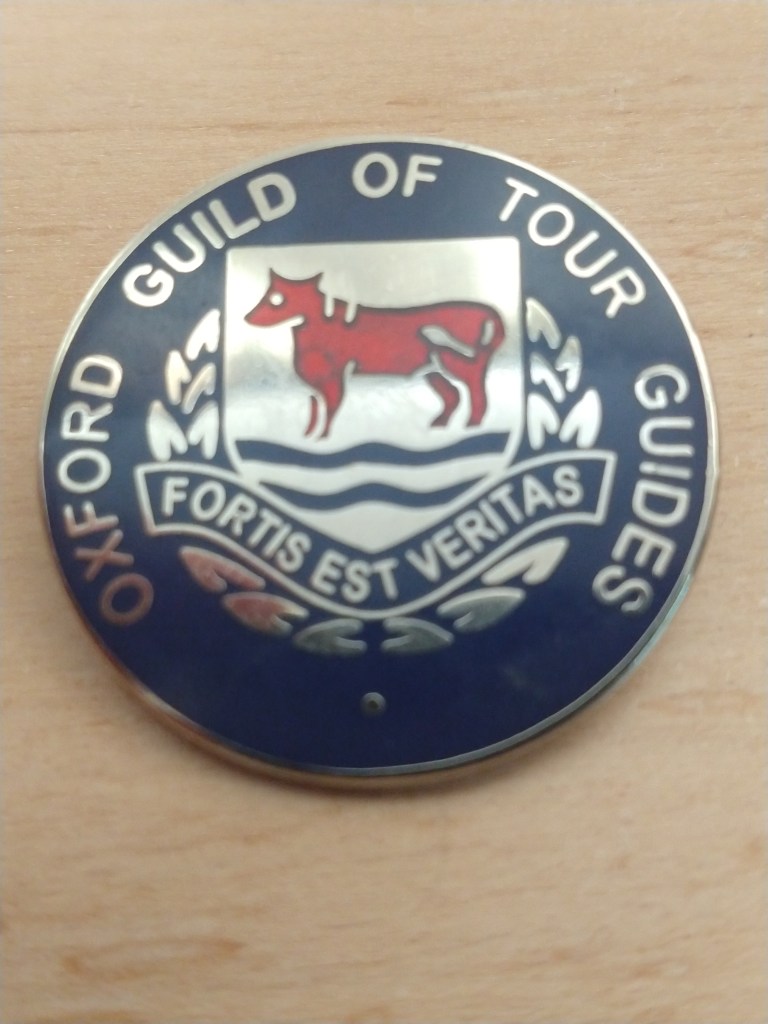 OXFORD GUILD OF TOUR GUIDES
FORTIS EST VERITAS